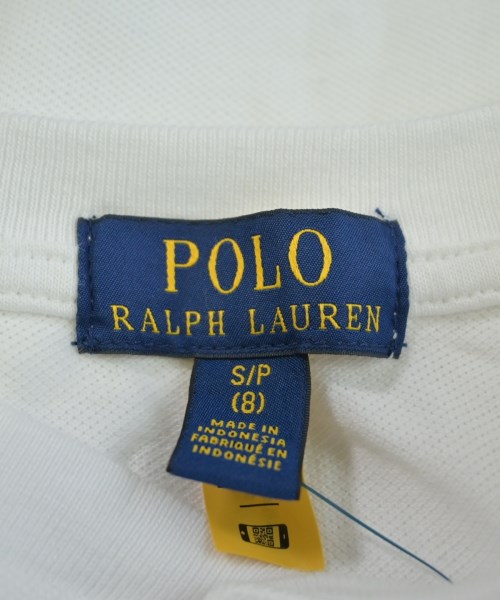 POLO
RALPH LAUREN
S/P
(8)
MADE IN
INDONESIA
FABRIQUÉ EN
INDONÉSIE